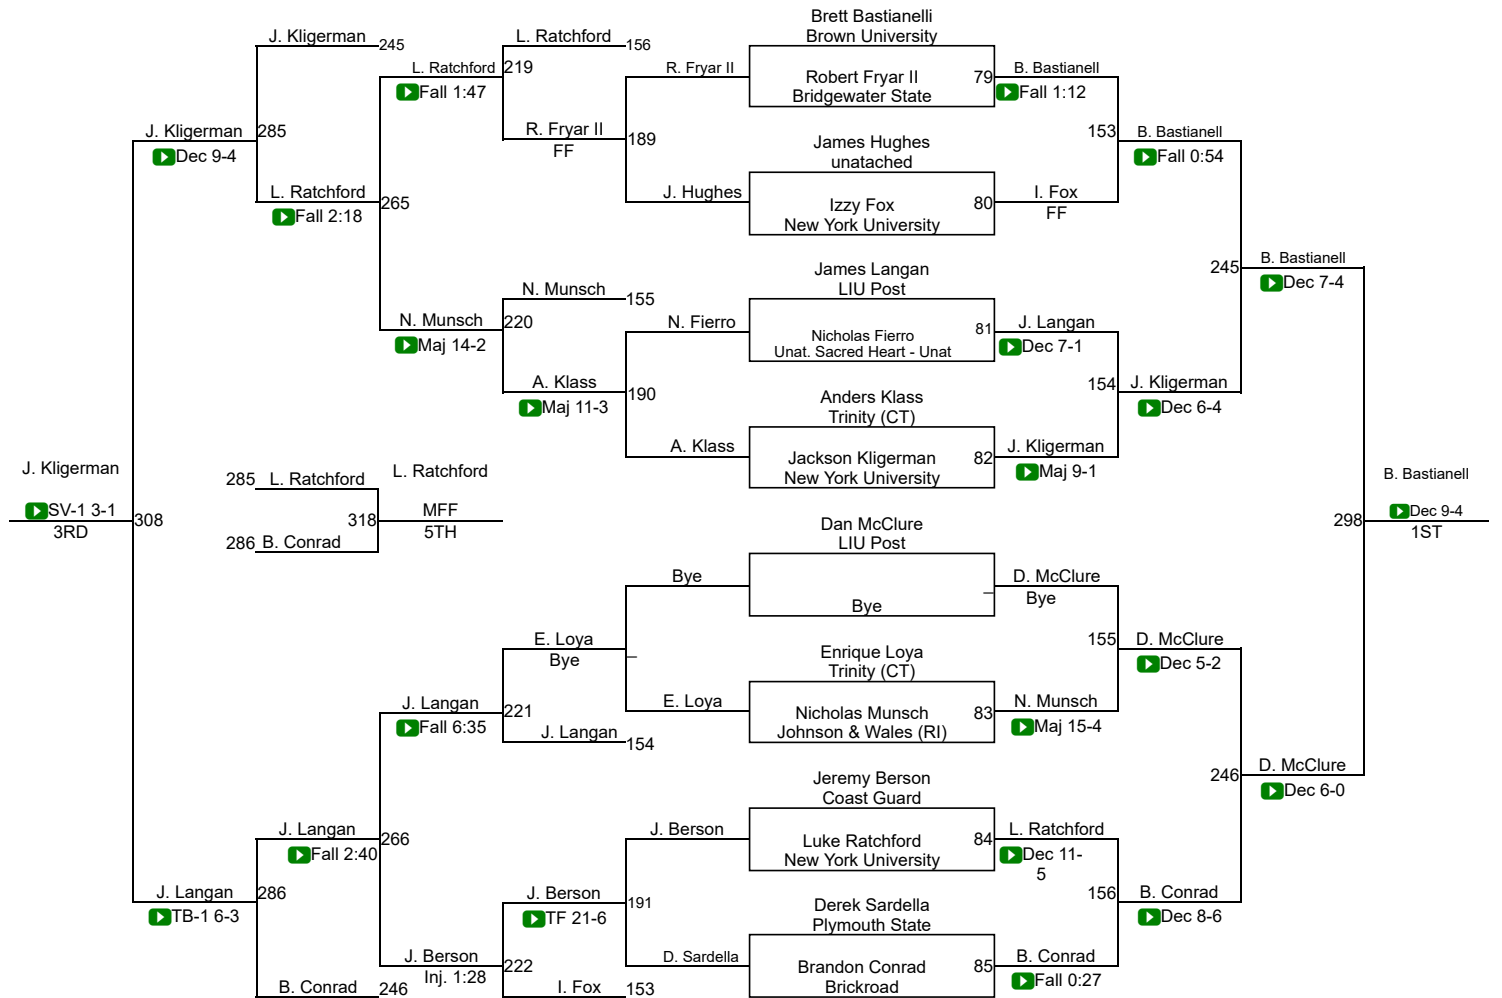 Brett Bastianelli
Brown University
J. Kligerman
245
L. Ratchford
156
L. Ratchford
219
R. Fryar II
Robert Fryar II
79
Bridgewater State
B. Bastianell
Fall 1:47
Fall 1:12
J. Kligerman
285
R. Fryar II
189
FF
153
B. Bastianell
Dec 9-4
James Hughes
unatached
Fall 0:54
L. Ratchford
265
J. Hughes
Izzy Fox
80
New York University
I. Fox
FF
Fall 2:18
James Langan
LIU Post
245
B. Bastianell
Dec 7-4
N. Munsch
155
N. Munsch
220
N. Fierro
Nicholas Fierro
81
Unat. Sacred Heart - Unat
J. Langan
Maj 14-2
Dec 7-1
A. Klass
190
154
J. Kligerman
Maj 11-3
Anders Klass
Trinity (CT)
Dec 6-4
A. Klass
Jackson Kligerman
82
New York University
J. Kligerman
Maj 9-1
J. Kligerman
285
L. Ratchford
L. Ratchford
B. Bastianell
SV-1 3-1
308
318
MFF
298
Dec 9-4
3RD
286
B. Conrad
5TH
1ST
Dan McClure
LIU Post
Bye
Bye
D. McClure
Bye
E. Loya
Bye
155
D. McClure
Enrique Loya
Trinity (CT)
Dec 5-2
J. Langan
221
E. Loya
Nicholas Munsch
83
Johnson & Wales (RI)
N. Munsch
Fall 6:35
J. Langan
154
Maj 15-4
Jeremy Berson
Coast Guard
246
D. McClure
Dec 6-0
J. Langan
266
J. Berson
Luke Ratchford
84
New York University
L. Ratchford
Fall 2:40
Dec 11-
5
J. Langan
286
J. Berson
191
156
B. Conrad
TB-1 6-3
TF 21-6
Derek Sardella
Plymouth State
Dec 8-6
J. Berson
222
D. Sardella
Brandon Conrad
85
Brickroad
B. Conrad
Inj. 1:28
Fall 0:27
B. Conrad
246
I. Fox
153